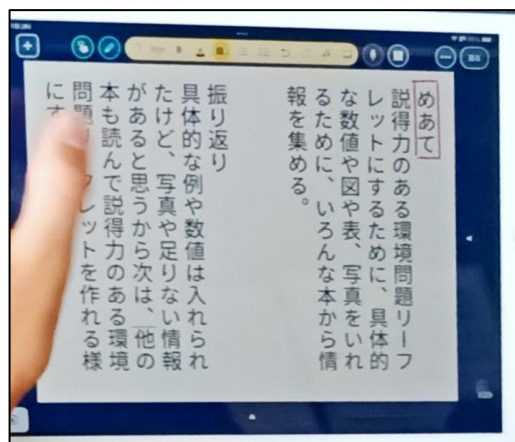 めあて
説得力のある環境問題リーフ
レットにするために、具体的
な数値や図や表、写真をいれ
るために、いろんな本から情
報を集める。
振り返り
具体的な例や数値は入れられ
たけど、写真や足りない情報
があると思うから次は、他の
本も読んで説得力のある環境
問題 レットを作れる様
にす